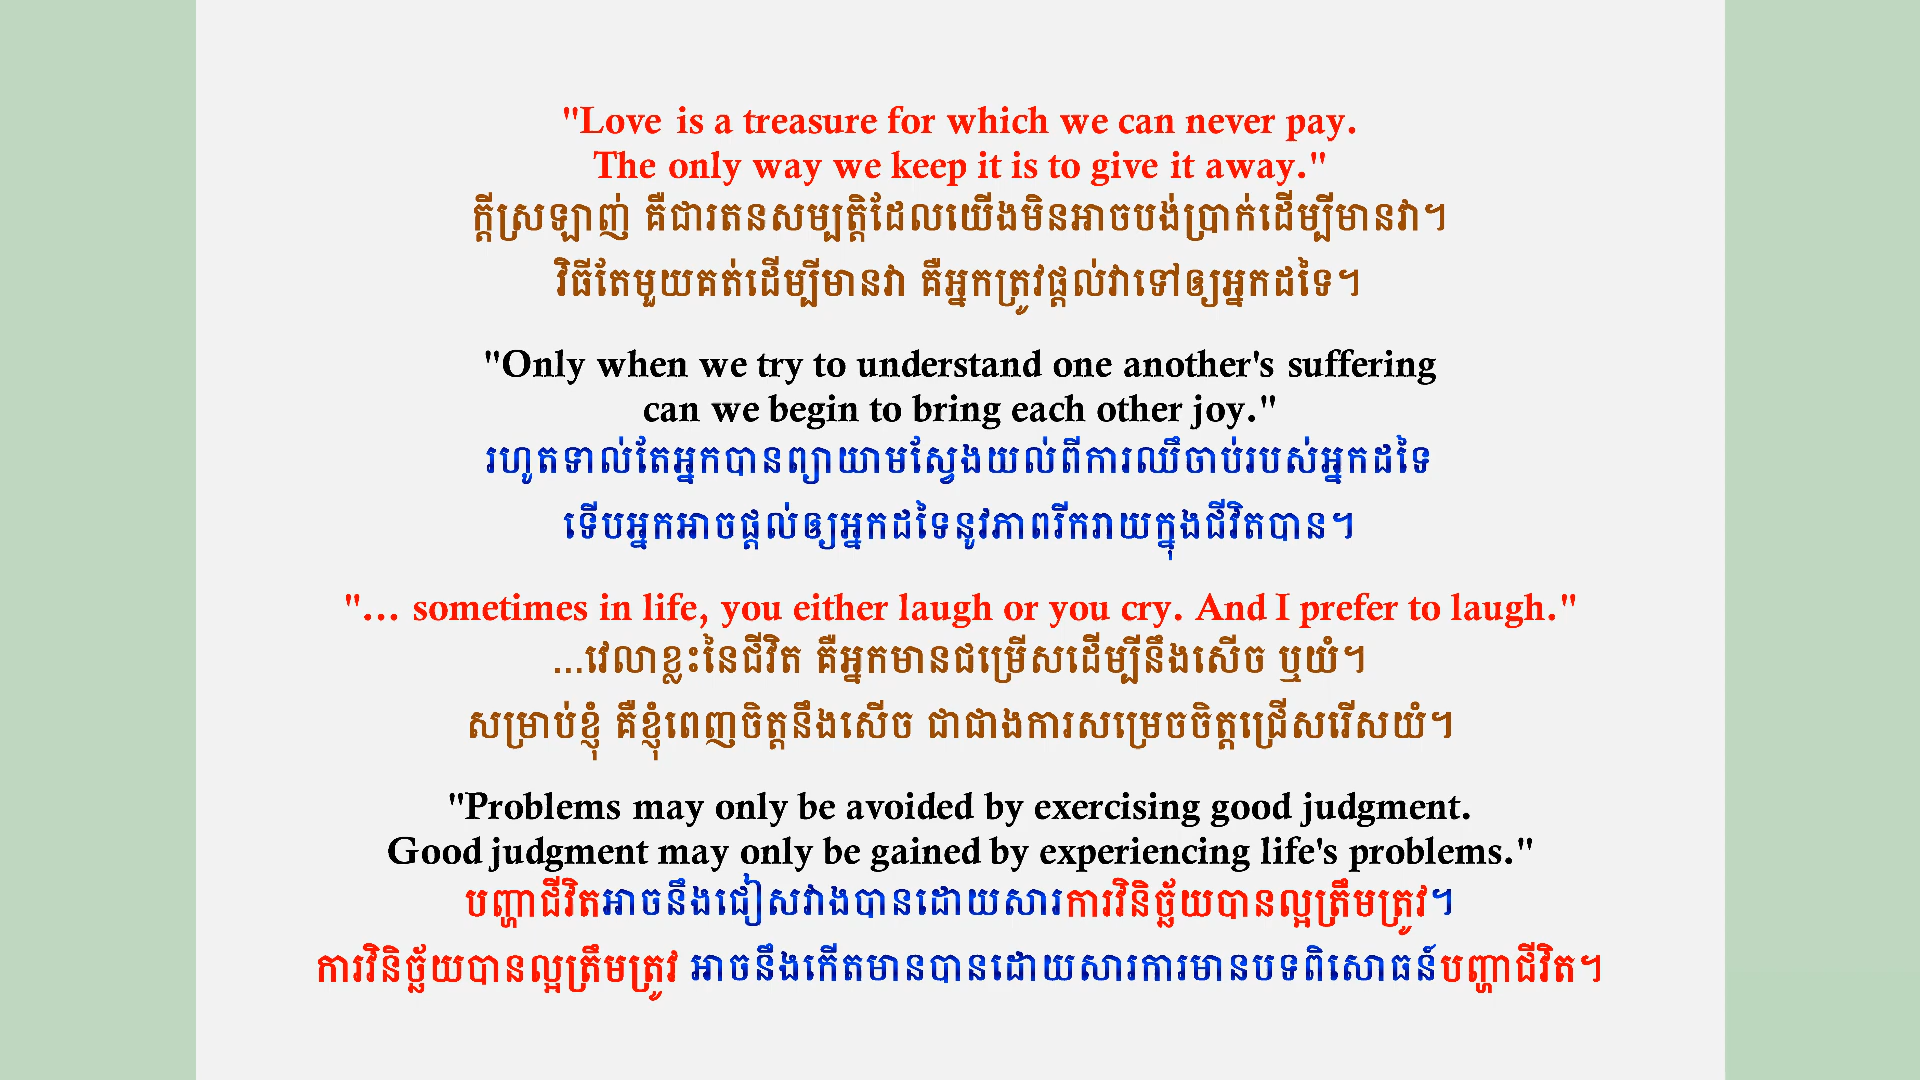 "Love is a treasure for which we can never pay.
The only way we keep it is to give it away."
ក្ដីស្រឡាញ់ គឺជារតនសម្បត្តិដែលយើងមិនអាចបង់ប្រាក់ដើម្បីមានវា។
វិធីតែមួយគត់ដើម្បីមានវា គឺអ្នកត្រូវផ្ដល់វាទៅឲ្យអ្នកដទៃ។
"Only when we try to understand one another's suffering
can we begin to bring each other joy."
រហូតទាល់តែអ្នកបានព្យាយាមស្វែងយល់ពីការឈឺចាប់របស់អ្នកដទៃ
ទើបអ្នកអាចផ្ដល់ឲ្យអ្នកដទៃនូវភាពរីករាយក្នុងជីវិតបាន។
"... sometimes in life, you either laugh or you cry. And I prefer to laugh."
...វេលាខ្លះនៃជីវិត គឺអ្នកមានជម្រើសដើម្បីនឹងសើច ឬយំ។
សម្រាប់ខ្ញុំ គឺខ្ញុំពេញចិត្តនឹងសើច ជាជាងការសម្រេចចិត្តជ្រើសរើសយំ។
"Problems may only be avoided by exercising good judgment.
Good judgment may only be gained by experiencing life's problems."
បញ្ហាជីវិតអាចនឹងជៀសវាងបានដោយសារការវិនិច្ឆ័យបានល្អត្រឹមត្រូវ។
ការវិនិច្ឆ័យបានល្អត្រឹមត្រូវ អាចនឹងកើតមានបានដោយសារការមានបទពិសោធន៍បញ្ហាជីវិត។